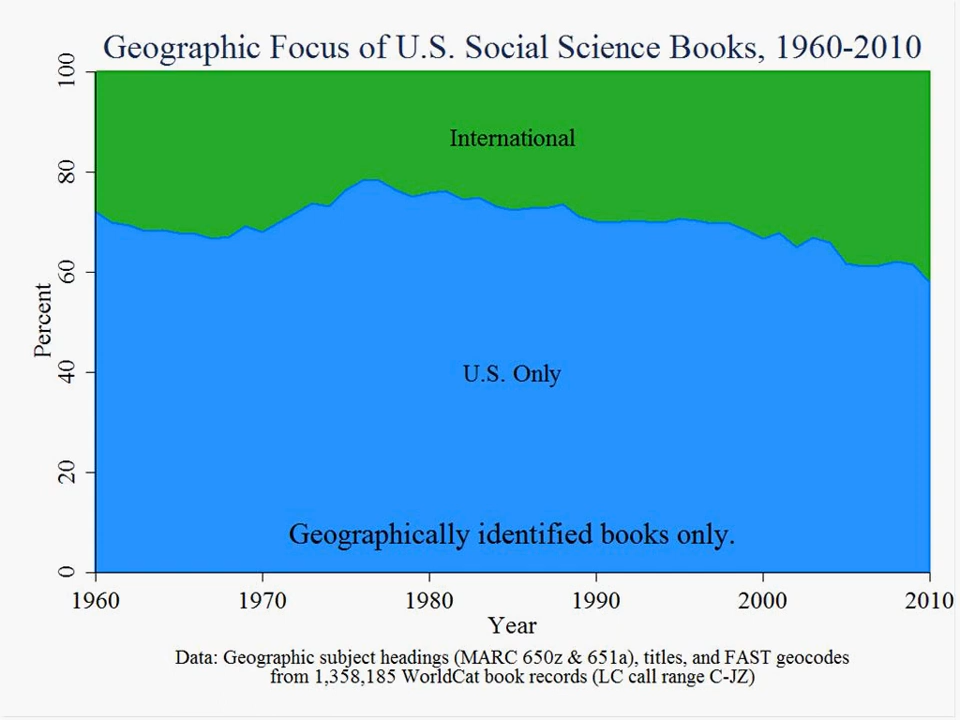 Geographic Focus of U.S. Social Science Books, 1960-2010
100
80
60
40
20
0
Percent
International
U.S. Only
Geographically identified books only.
1960 1970 1980 1990 2000 2010
Year
Data: Geographic subject headings (MARC 650z & 651a), titles, and FAST geocodes
from 1,358,185 WorldCat book records (LC call range C-JZ)